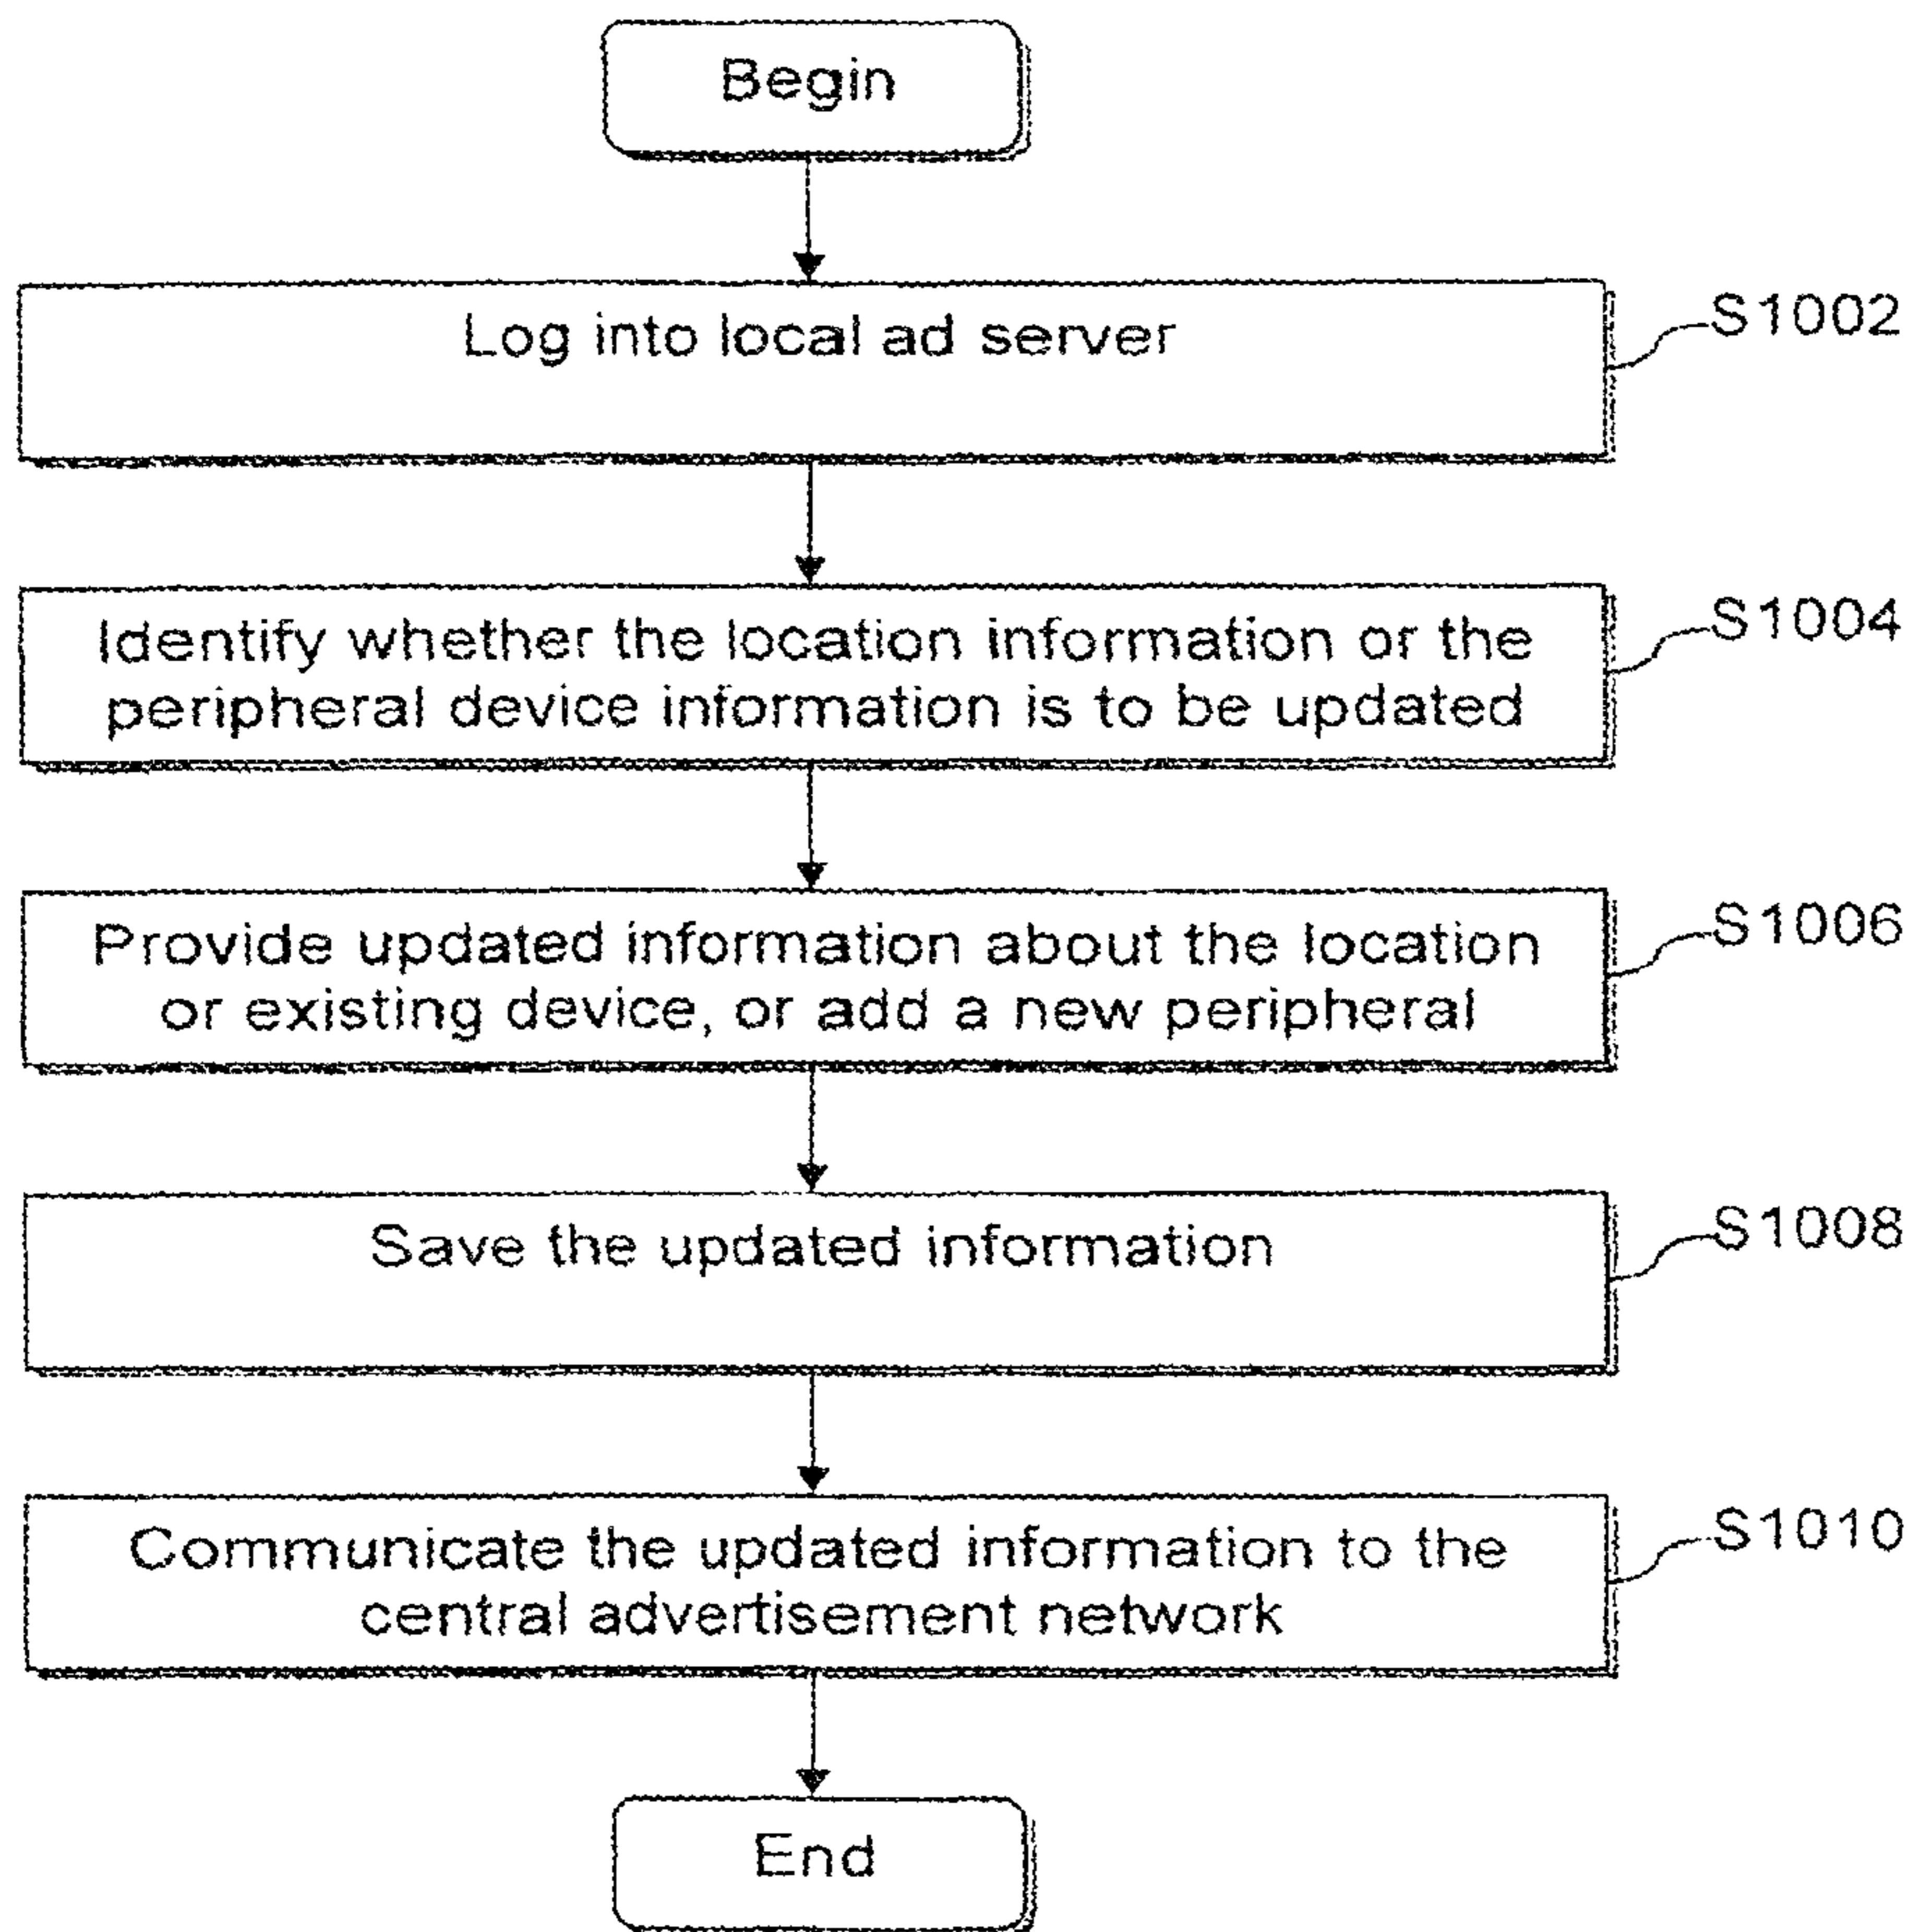 Begin
Log into local ad server
S1002
Identify whether the location information or the
peripheral device information is to be updated
S1004
Provide updated information about the location
or existing device, or add a new peripheral
S1006
Save the updated information
S1008
Communicate the updated information to the
central advertisement network
S1010
End